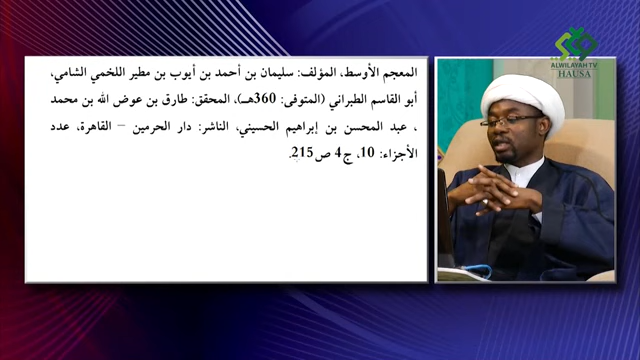 المعجم الأوسط، المؤلف: سليمان بن أحمد بن أيوب بن مطير اللخمي الشامي،
أبو القاسم الطبراني (المتوفى: 360هـ)، المحقق: طارق بن عوض الله بن محمد
، عبد المحسن بن إبراهيم الحسيني، الناشر: دار الحرمين – القاهرة، عدد
الأجزاء: 10، ج4 ص215.
ALWILAYAH TV
HAUSA